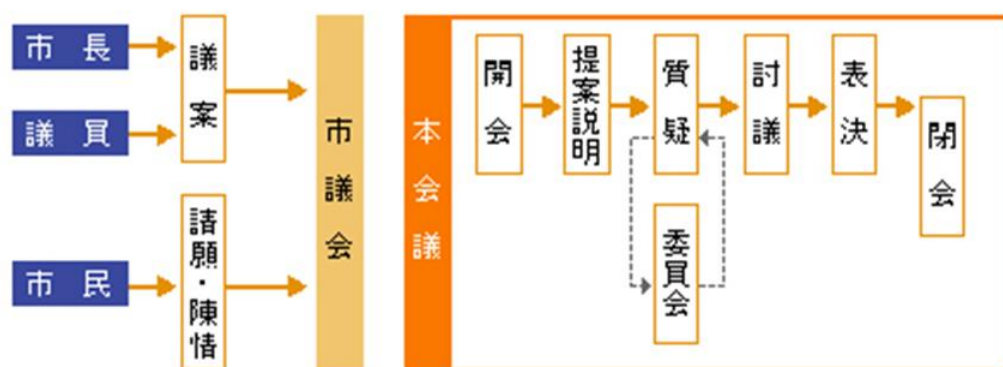 市長
議員
市民
議案
請願・陳情
市議会
本会議
開会
提案説明
質疑
討議
表決
閉会
委員会